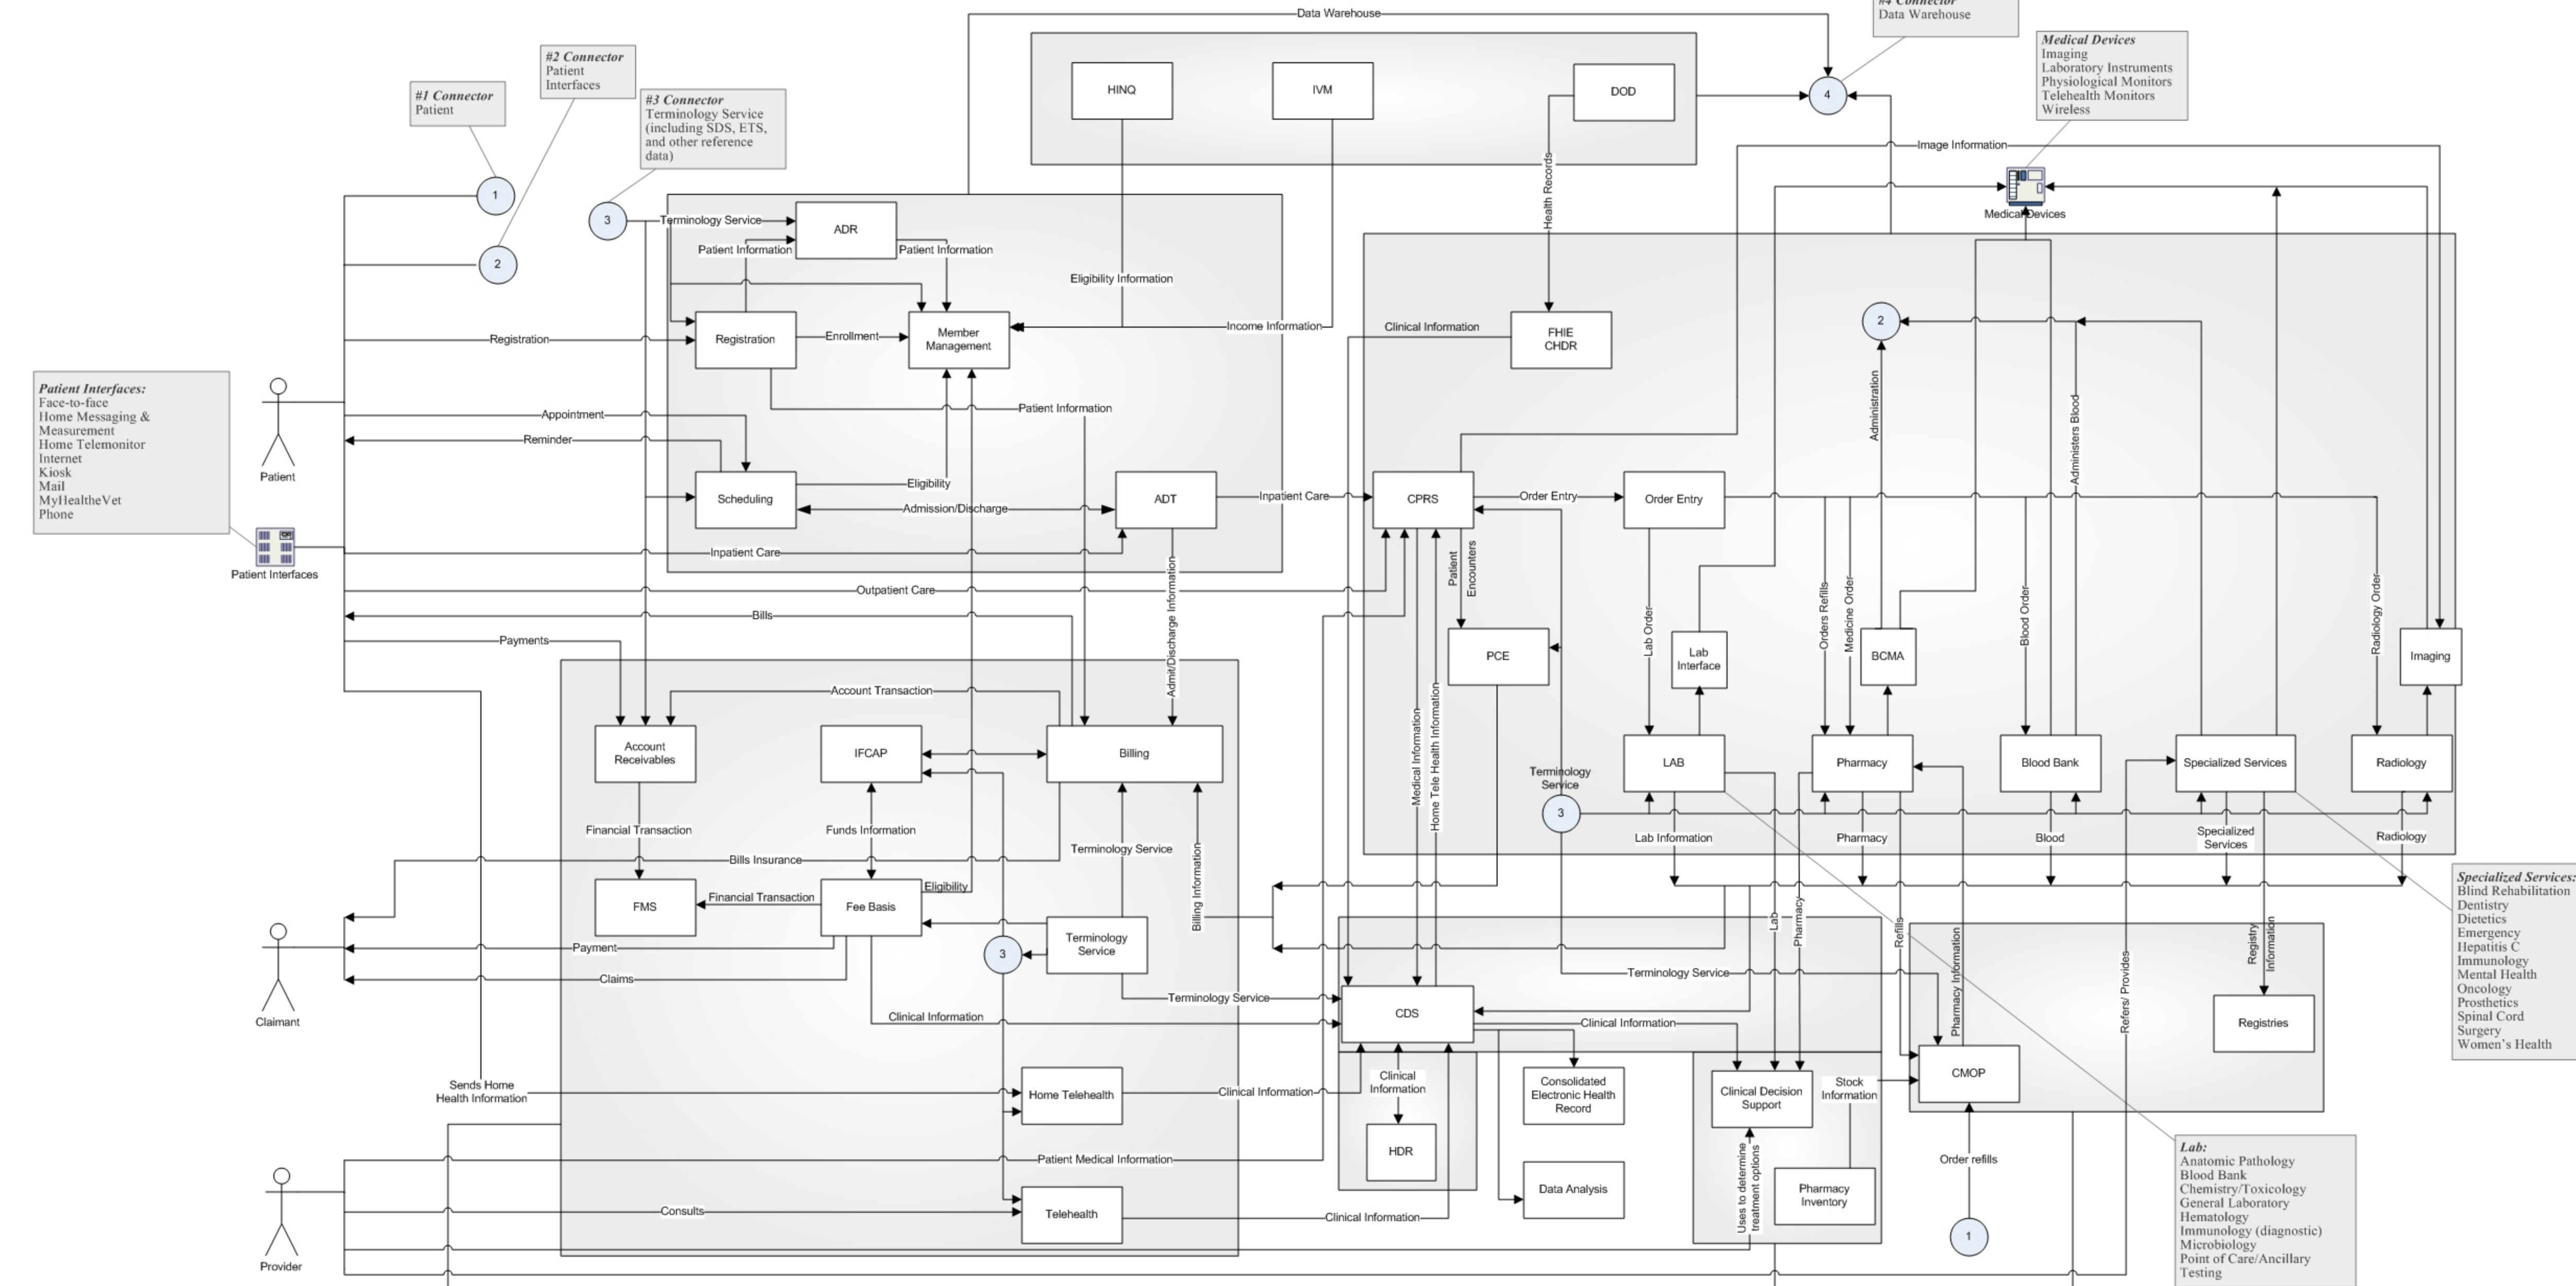 Data Warehouse
#4 Connector
Data Warehouse
Medical Devices
Imaging
Laboratory Instruments
Physiological Monitors
Telehealth Monitors
Wireless
#2 Connector
Patient
Interfaces
#1 Connector
Patient
#3 Connector
Terminology Service
(including SDS, ETS,
and other reference
data)
HINQ
IVM
DOD
4
Image Information
Health Records
Medical Devices
1
3
Terminology Service
ADR
Patient Information
Patient Information
2
Eligibility Information
Registration
Registration
Enrollment
Member
Management
Income Information
Clinical Information
FHIE
CHDR
2
Administration
Administers Blood
Patient Interfaces:
Face-to-face
Home Messaging &
Measurement
Home Telemonitor
Internet
Kiosk
Mail
MyHealtheVet
Phone
Patient
Patient Interfaces
Appointment
Reminder
Patient Information
Scheduling
Eligibility
Admission/Discharge
ADT
Inpatient Care
CPRS
Order Entry
Order Entry
Inpatient Care
Outpatient Care
Bills
Payments
Admit/Discharge Information
Patient
Encounters
PCE
Lab Order
Lab
Interface
Orders Refills
Medicine Order
BCMA
Blood Order
Radiology Order
Imaging
Account Transaction
Account
Receivables
IFCAP
Billing
Medical Information
Home Tele Health Information
Terminology
Service
3
LAB
Pharmacy
Blood Bank
Specialized Services
Radiology
Financial Transaction
Funds Information
Terminology Service
Billing Information
Lab Information
Pharmacy
Blood
Specialized
Services
Radiology
Bills Insurance
FMS
Financial Transaction
Fee Basis
Eligibility
Terminology
Service
3
Payment
Claims
Claimant
Terminology Service
Clinical Information
Lab
Pharmacy
Refills
Pharmacy Information
Terminology Service
Refers/ Provides
Registry
Information
Registries
Specialized Services:
Blind Rehabilitation
Dentistry
Dietetics
Emergency
Hepatitis C
Immunology
Mental Health
Oncology
Prosthetics
Spinal Cord
Surgery
Women's Health
CDS
Clinical Information
Sends Home
Health Information
Home Telehealth
Clinical Information
Clinical
Information
HDR
Consolidated
Electronic Health
Record
Data Analysis
Clinical Decision
Support
Stock
Information
CMOP
Uses to determine
treatment options
Pharmacy
Inventory
Order refills
1
Patient Medical Information
Consults
Telehealth
Clinical Information
Provider
Lab:
Anatomic Pathology
Blood Bank
Chemistry/Toxicology
General Laboratory
Hematology
Immunology (diagnostic)
Microbiology
Point of Care/Ancillary
Testing